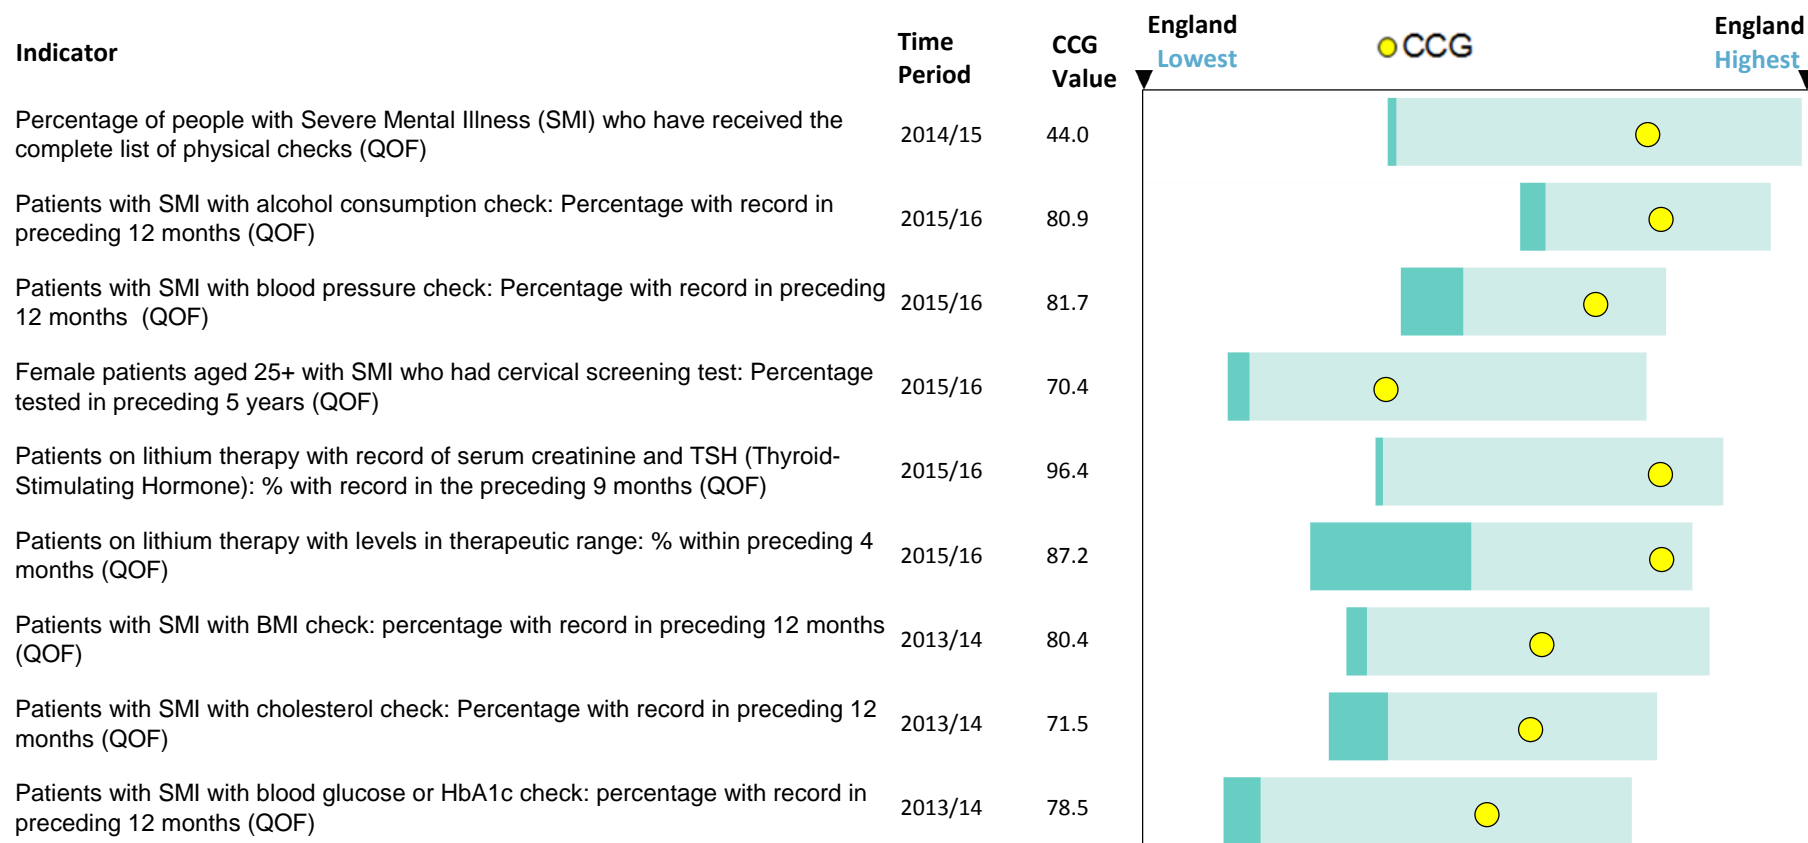 Indicator
Time
Period
CCG
Value
England
Lowest
CCG
England
Highest
Percentage of people with Severe Mental Illness (SMI) who have received the
complete list of physical checks (QOF)
2014/15
44.0
Patients with SMI with alcohol consumption check: Percentage with record in
preceding 12 months (QOF)
2015/16
80.9
Patients with SMI with blood pressure check: Percentage with record in preceding
12 months  (QOF)
2015/16
81.7
Female patients aged 25+ with SMI who had cervical screening test: Percentage
tested in preceding 5 years (QOF)
2015/16
70.4
Patients on lithium therapy with record of serum creatinine and TSH (Thyroid-
Stimulating Hormone): % with record in the preceding 9 months (QOF)
2015/16
96.4
Patients on lithium therapy with levels in therapeutic range: % within preceding 4
months (QOF)
2015/16
87.2
Patients with SMI with BMI check: percentage with record in preceding 12 months
(QOF)
2013/14
80.4
Patients with SMI with cholesterol check: Percentage with record in preceding 12
months (QOF)
2013/14
71.5
Patients with SMI with blood glucose or HbA1c check: percentage with record in
preceding 12 months (QOF)
2013/14
78.5